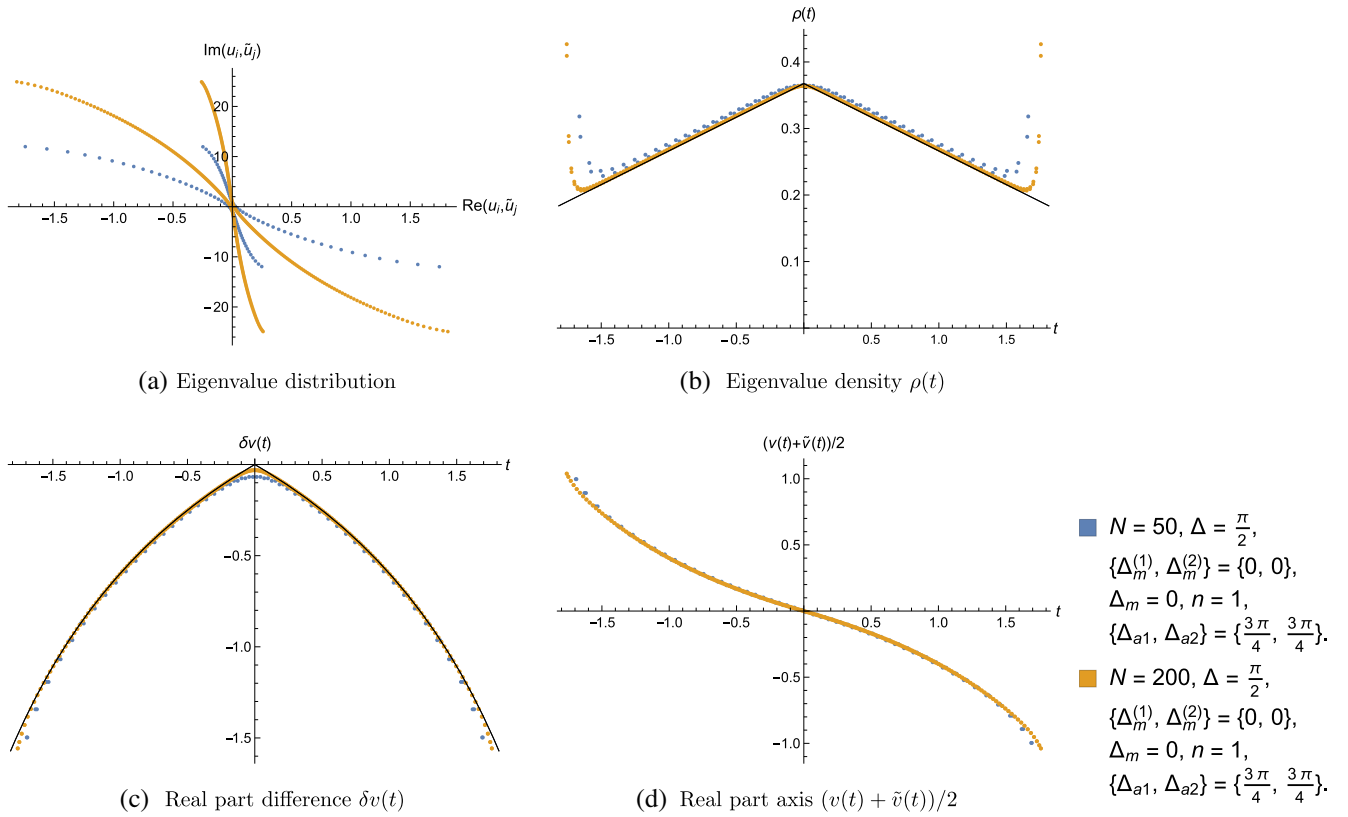 Im(u_i,ũ_j)
20
10
−1.5 −1.0 −0.5 0.5 1.0 1.5
Re(u_i,ũ_j
−10
−20
(a) Eigenvalue distribution
ρ(t)
0.4
0.3
0.2
0.1
−1.5 −1.0 −0.5 0.5 1.0 1.5 t
(b) Eigenvalue density ρ(t)
δv(t)
−1.5 −1.0 −0.5 0.5 1.0 1.5 t
−0.5
−1.0
−1.5
(c) Real part difference δv(t)
(v(t)+ṽ(t))/2
1.0
0.5
−1.5 −1.0 −0.5 0.5 1.0 1.5 t
−0.5
−1.0
(d) Real part axis (v(t) + ṽ(t))/2
N = 50, Δ = π/2,
{Δ_m^(1), Δ_m^(2)} = {0, 0},
Δ_m = 0, n = 1,
{Δ_a1, Δ_a2} = {3π/4, 3π/4}.
N = 200, Δ = π/2,
{Δ_m^(1), Δ_m^(2)} = {0, 0},
Δ_m = 0, n = 1,
{Δ_a1, Δ_a2} = {3π/4, 3π/4}.